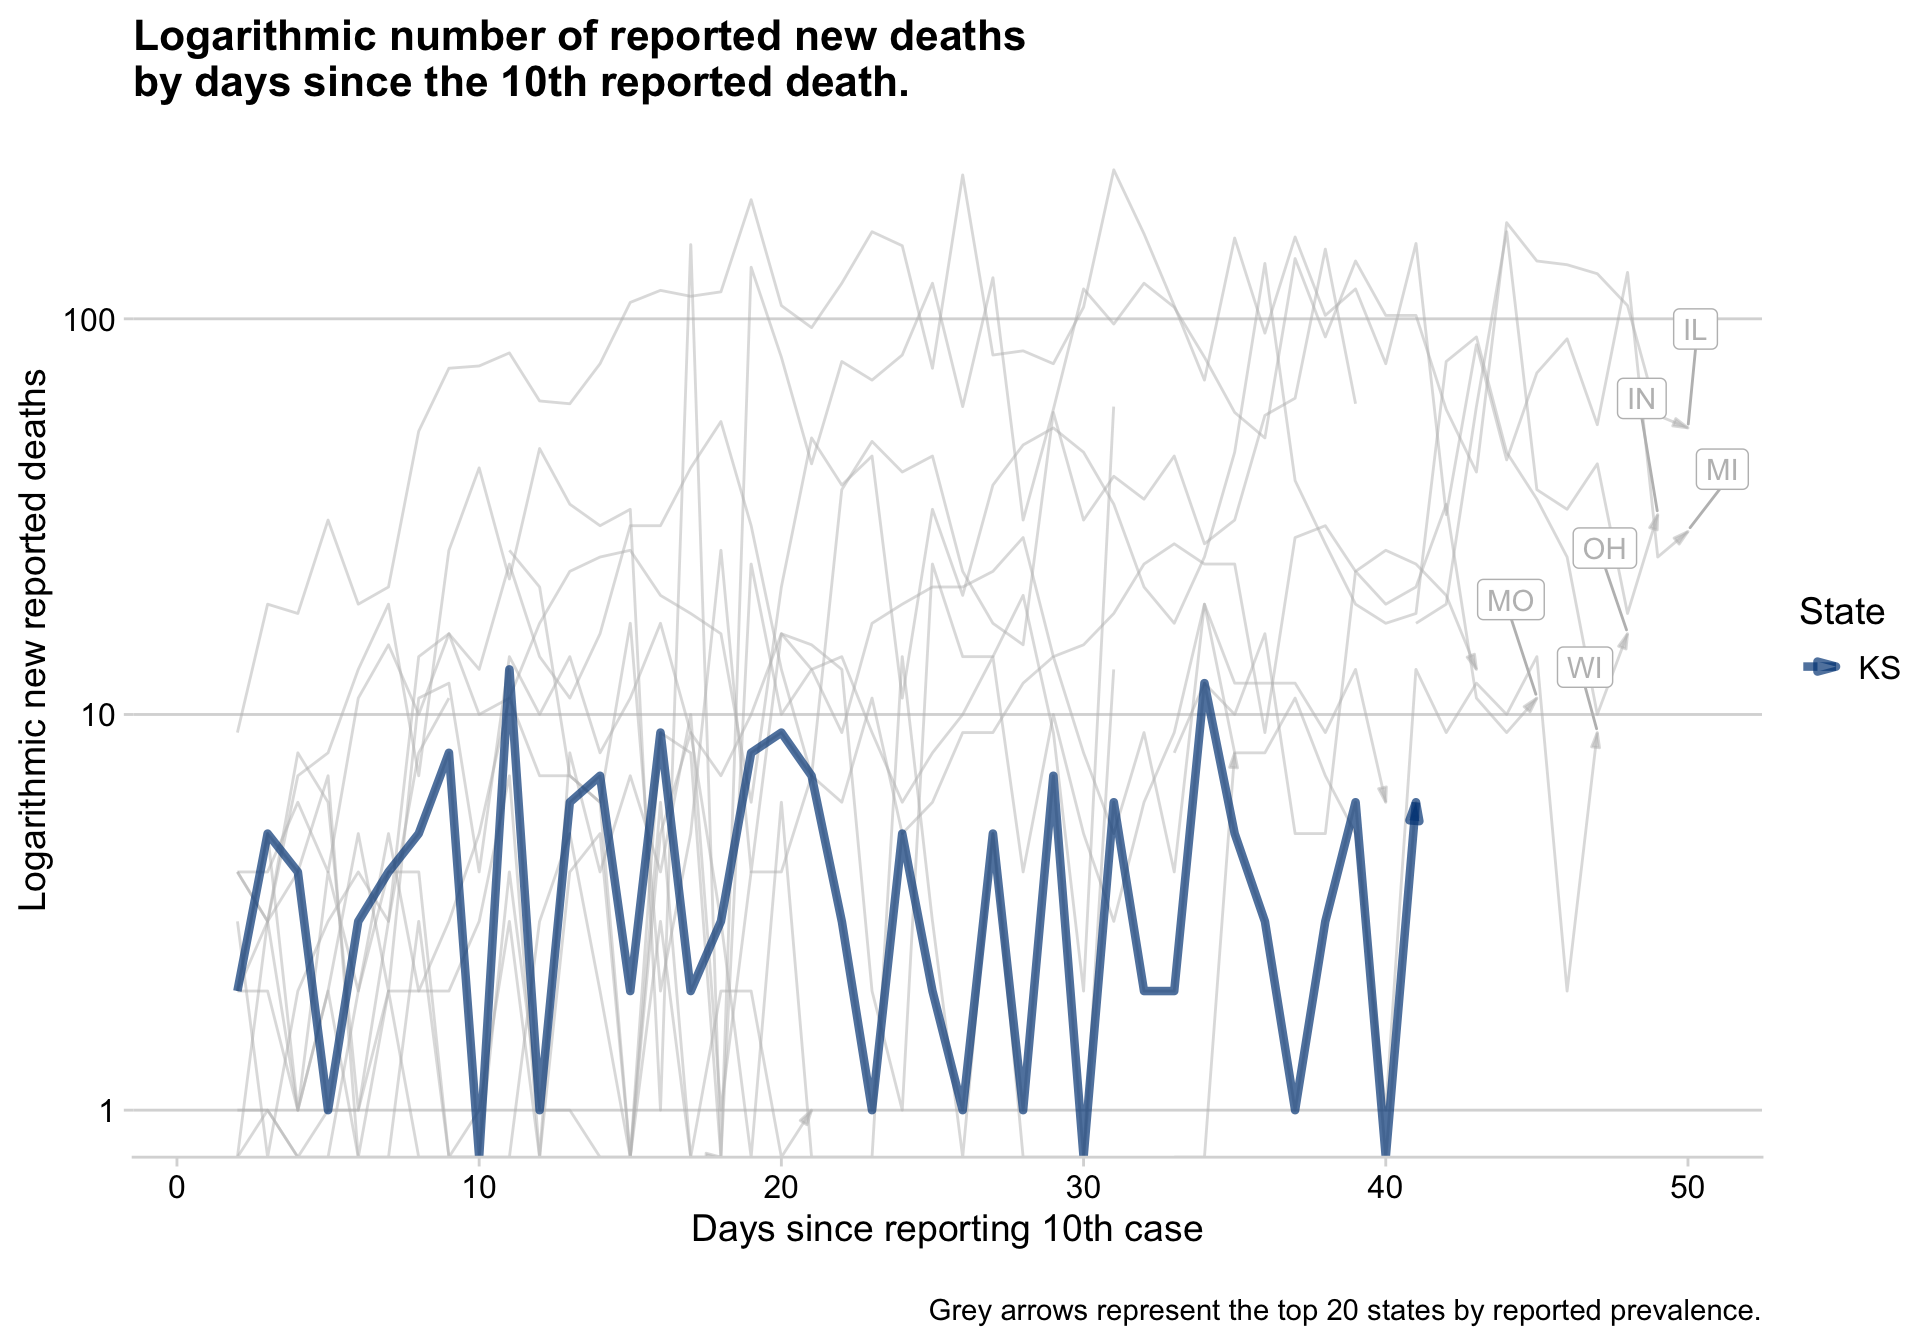 Logarithmic number of reported new deaths
by days since the 10th reported death.
Logarithmic new reported deaths
100
10
1
IL
IN
MI
OH
MO
WI
State
KS
0 10 20 30 40 50
Days since reporting 10th case
Grey arrows represent the top 20 states by reported prevalence.